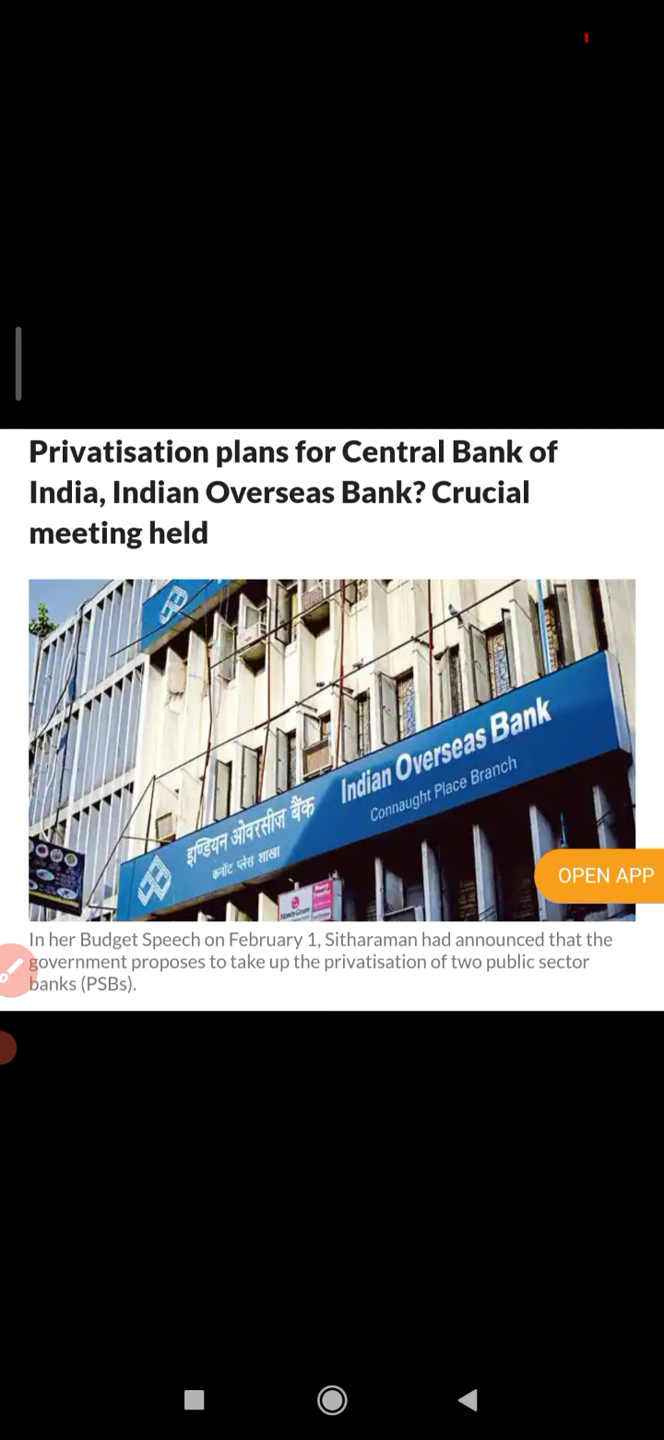 Privatisation plans for Central Bank of
India, Indian Overseas Bank? Crucial
meeting held
इण्डियन ओवरसीज बैंक
कनॉट प्लेस शाखा
Indian Overseas Bank
Connaught Place Branch
MoneyGram
OPEN APP
In her Budget Speech on February 1, Sitharaman had announced that the
government proposes to take up the privatisation of two public sector
banks (PSBs).